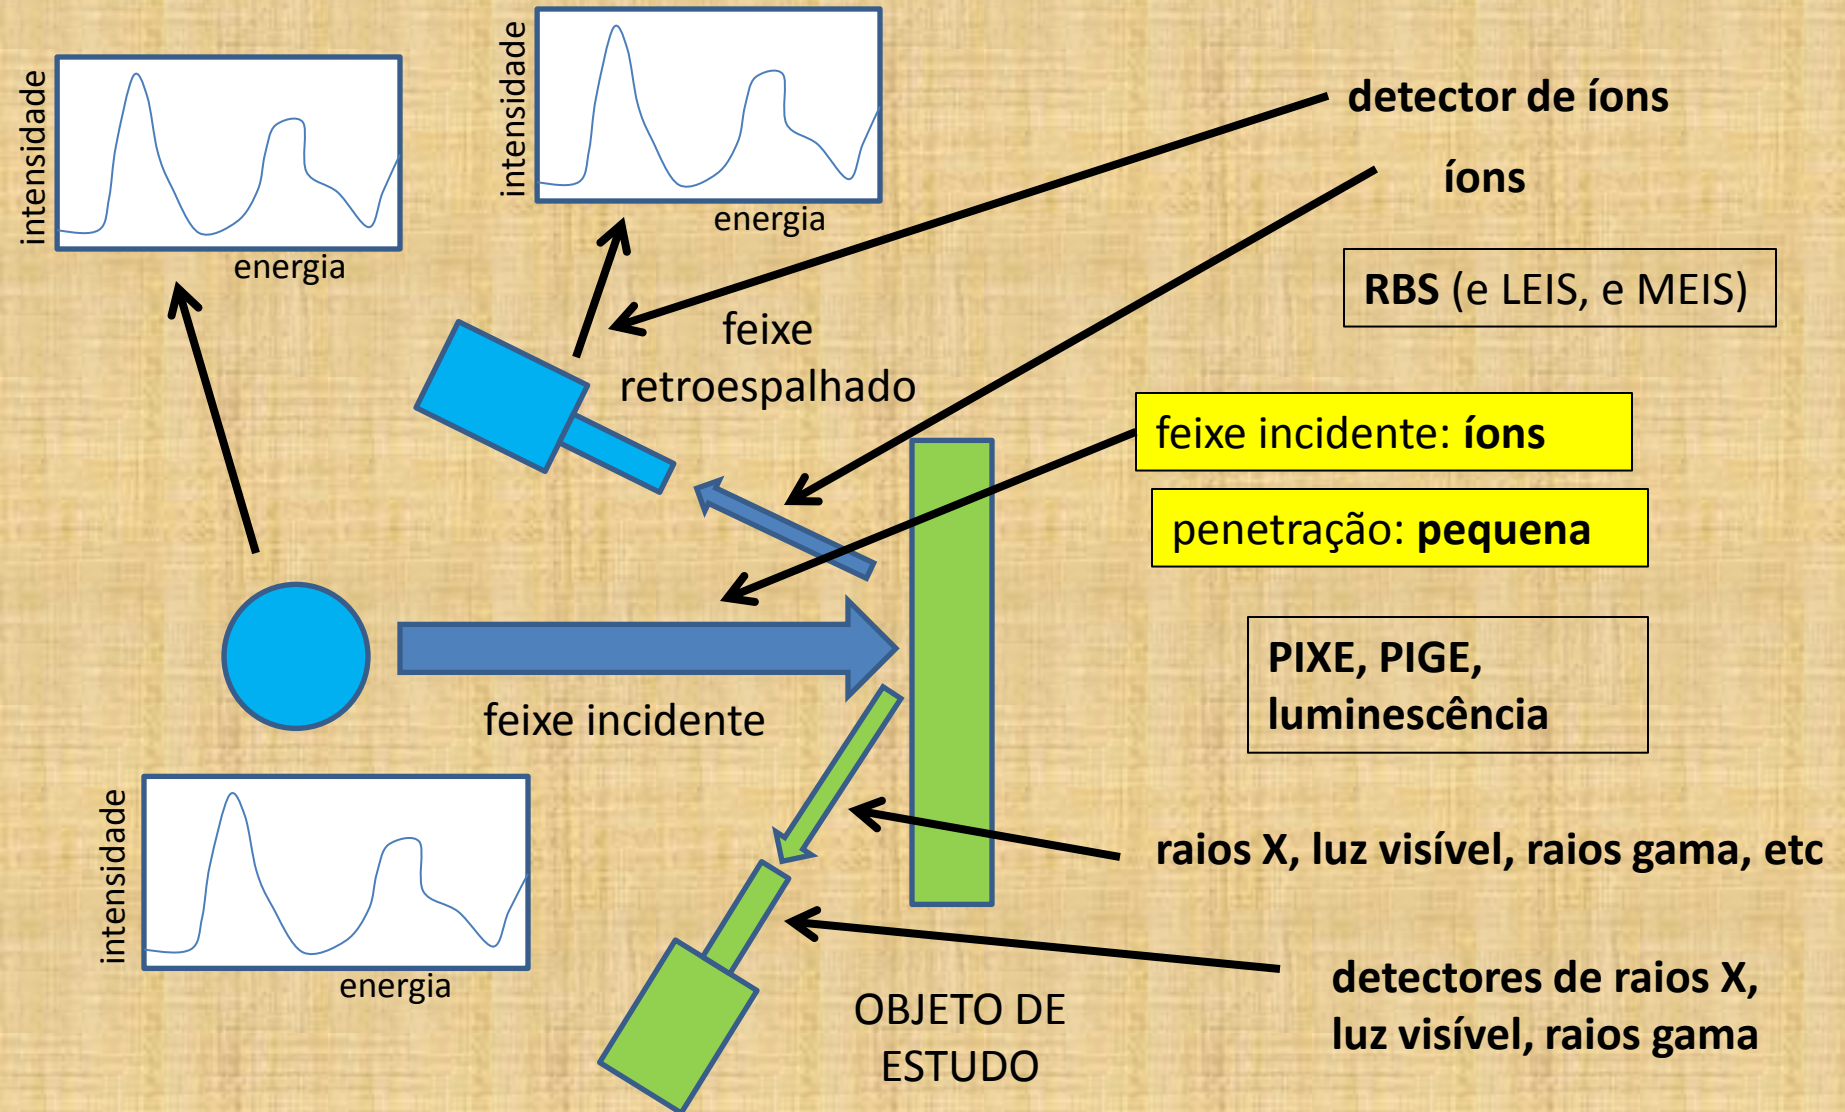 intensidade
energia
intensidade
energia
detector de íons
íons
RBS (e LEIS, e MEIS)
feixe
retroespalhado
feixe incidente: íons
penetração: pequena
feixe incidente
PIXE, PIGE,
luminescência
intensidade
energia
raios X, luz visível, raios gama, etc
detectores de raios X,
luz visível, raios gama
OBJETO DE
ESTUDO